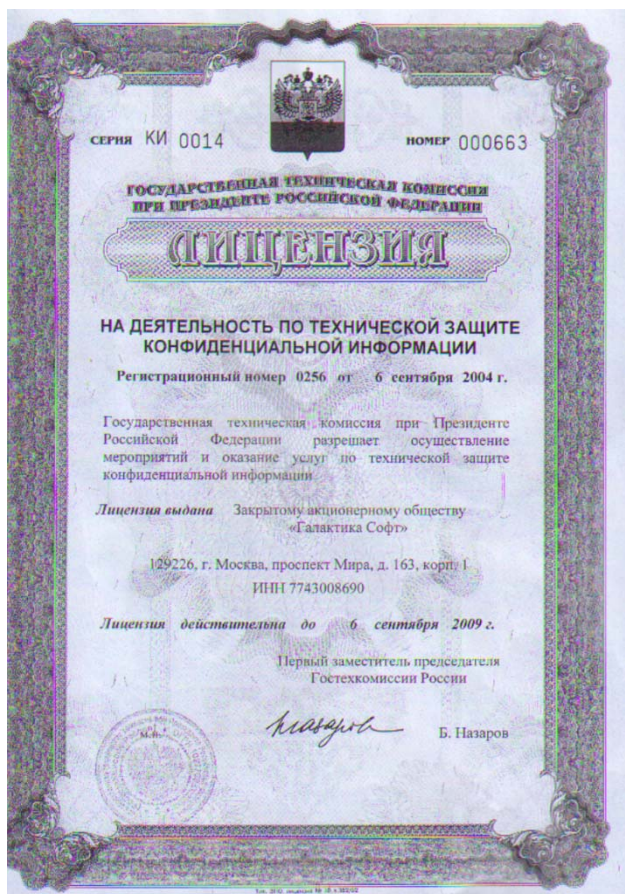 СЕРИЯ КИ 0014
НОМЕР 000663
ГОСУДАРСТВЕННАЯ ТЕХНИЧЕСКАЯ КОМИССИЯ
ПРИ ПРЕЗИДЕНТЕ РОССИЙСКОЙ ФЕДЕРАЦИИ
ЛИЦЕНЗИЯ
НА ДЕЯТЕЛЬНОСТЬ ПО ТЕХНИЧЕСКОЙ ЗАЩИТЕ
КОНФИДЕНЦИАЛЬНОЙ ИНФОРМАЦИИ
Регистрационный номер 0256 от 6 сентября 2004 г.
Государственная техническая комиссия при Президенте
Российской Федерации разрешает осуществление
мероприятий и оказание услуг по технической защите
конфиденциальной информации
Лицензия выдана Закрытому акционерному обществу
«Галактика Софт»
129226, г. Москва, проспект Мира, д. 163, корп. 1
ИНН 7743008690
Лицензия действительна до 6 сентября 2009 г.
Первый заместитель председателя
Гостехкомиссии России
М.П.
Б. Назаров